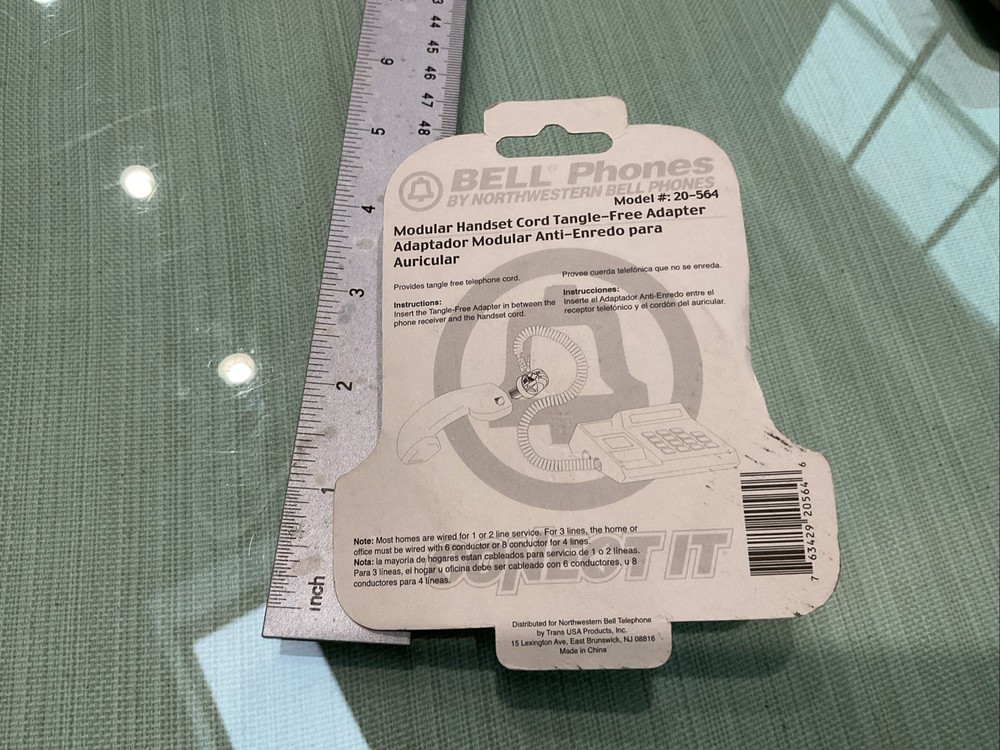 BELL® Phones
BY NORTHWESTERN BELL PHONES
Model #: 20-564
Modular Handset Cord Tangle-Free Adapter
Adaptador Modular Anti-Enredo para
Auricular
Provides tangle free telephone cord.
Instructions:
Insert the Tangle-Free Adapter in between the
phone receiver and the handset cord.
Provee cuerda telefónica que no se enreda.
Instrucciones:
Inserte el Adaptador Anti-Enredo entre el
receptor telefónico y el cordón del auricular.
Note: Most homes are wired for 1 or 2 line service. For 3 lines, the home or
office must be wired with 6 conductor or 8 conductor for 4 lines.
Nota: la mayoría de hogares estan cableados para servicio de 1 o 2 lineas.
Para 3 lineas, el hogar u oficina debe ser cableado con 6 conductores, u 8
conductores para 4 lineas.
IT
7 63429 20564 6
Distributed for Northwestern Bell Telephone
by Trans USA Products, Inc.
15 Lexington Ave, East Brunswick, NJ 08816
Made in China
44 45 46 47 48
6
5
4
3
2
1
inch